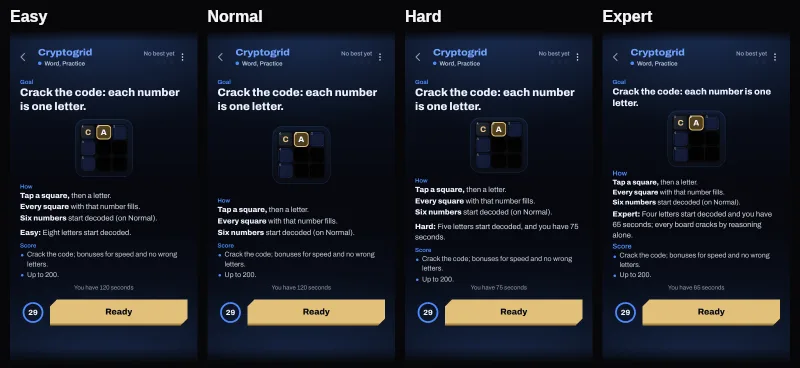 Easy
Cryptogrid
Word, Practice
No best yet
Goal
Crack the code: each number
is one letter.
C A
How
Tap a square, then a letter.
Every square with that number fills.
Six numbers start decoded (on Normal).
Easy: Eight letters start decoded.
Score
Crack the code; bonuses for speed and no wrong
letters.
Up to 200.
You have 120 seconds
29
Ready
Normal
Cryptogrid
Word, Practice
No best yet
Goal
Crack the code: each number
is one letter.
C A
How
Tap a square, then a letter.
Every square with that number fills.
Six numbers start decoded (on Normal).
Score
Crack the code; bonuses for speed and no wrong
letters.
Up to 200.
You have 120 seconds
29
Ready
Hard
Cryptogrid
Word, Practice
No best yet
Goal
Crack the code: each number
is one letter.
C A
How
Tap a square, then a letter.
Every square with that number fills.
Six numbers start decoded (on Normal).
Hard: Five letters start decoded, and you have 75
seconds.
Score
Crack the code; bonuses for speed and no wrong
letters.
Up to 200.
You have 75 seconds
29
Ready
Expert
Cryptogrid
Word, Practice
No best yet
Goal
Crack the code: each number is one
letter.
C A
How
Tap a square, then a letter.
Every square with that number fills.
Six numbers start decoded (on Normal).
Expert: Four letters start decoded and you have
65 seconds; every board cracks by reasoning
alone.
Score
Crack the code; bonuses for speed and no wrong
letters.
Up to 200.
You have 65 seconds
29
Ready